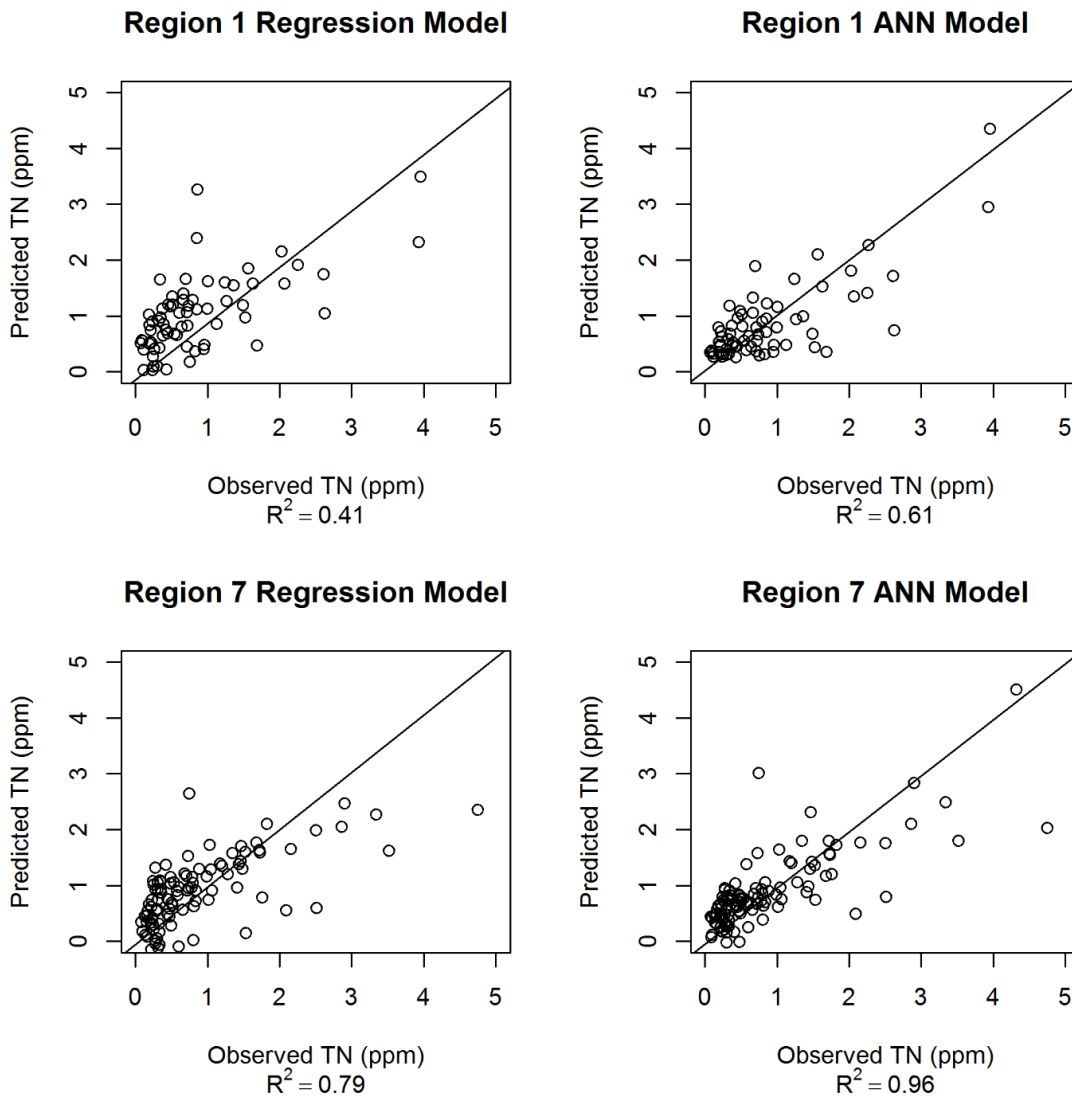 Region 1 Regression Model
Predicted TN (ppm)
5
4
3
2
1
0
0 1 2 3 4 5
Observed TN (ppm)
R² = 0.41
Region 1 ANN Model
Predicted TN (ppm)
5
4
3
2
1
0
0 1 2 3 4 5
Observed TN (ppm)
R² = 0.61
Region 7 Regression Model
Predicted TN (ppm)
5
4
3
2
1
0
0 1 2 3 4 5
Observed TN (ppm)
R² = 0.79
Region 7 ANN Model
Predicted TN (ppm)
5
4
3
2
1
0
0 1 2 3 4 5
Observed TN (ppm)
R² = 0.96